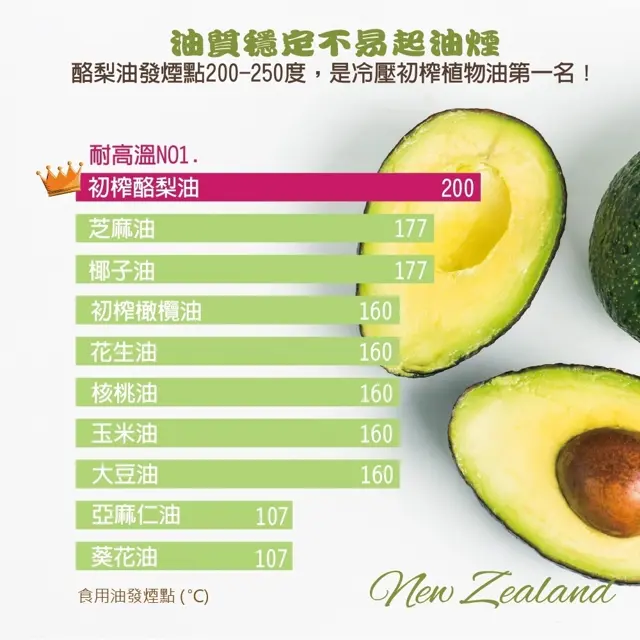 油質穩定不易起油煙
酪梨油發煙點200-250度，是冷壓初榨植物油第一名！
耐高溫NO1.
初榨酪梨油 200
芝麻油 177
椰子油 177
初榨橄欖油 160
花生油 160
核桃油 160
玉米油 160
大豆油 160
亞麻仁油 107
葵花油 107
食用油發煙點 (°C)
New Zealand